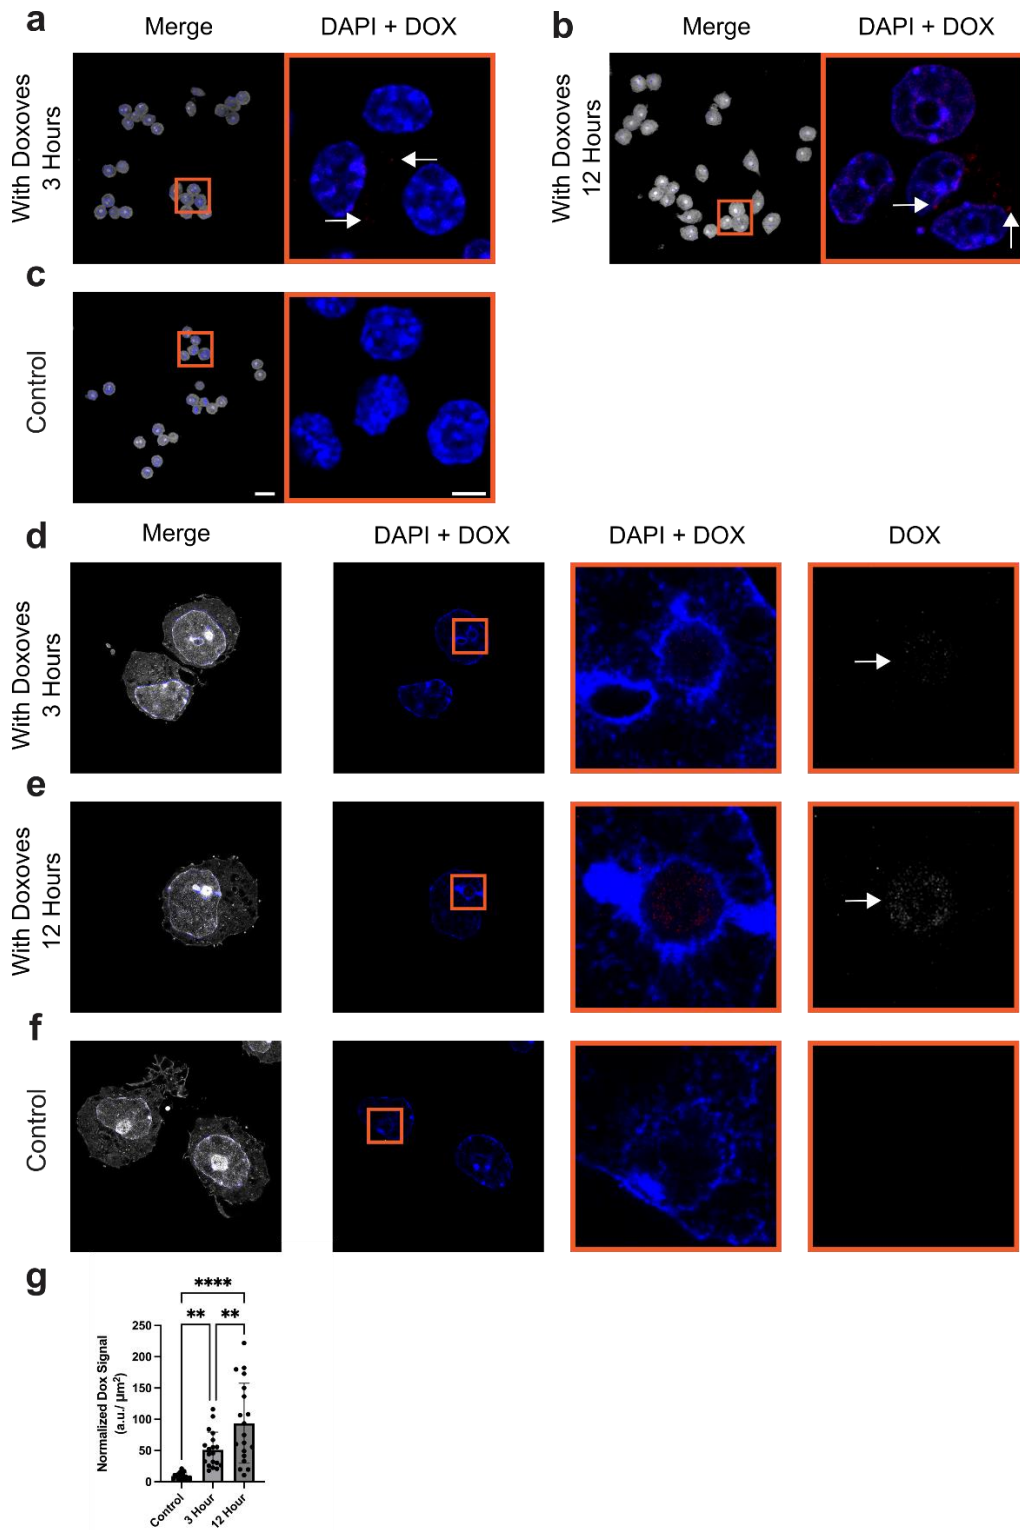 a
Merge
DAPI + DOX
With Doxoves
3 Hours
b
Merge
DAPI + DOX
With Doxoves
12 Hours
c
Control
d
Merge
DAPI + DOX
DAPI + DOX
DOX
With Doxoves
3 Hours
e
With Doxoves
12 Hours
f
Control
g
****
**
**
Normalized Dox Signal
(a.u./ μm²)
250
200
150
100
50
0
Control
3 Hour
12 Hour